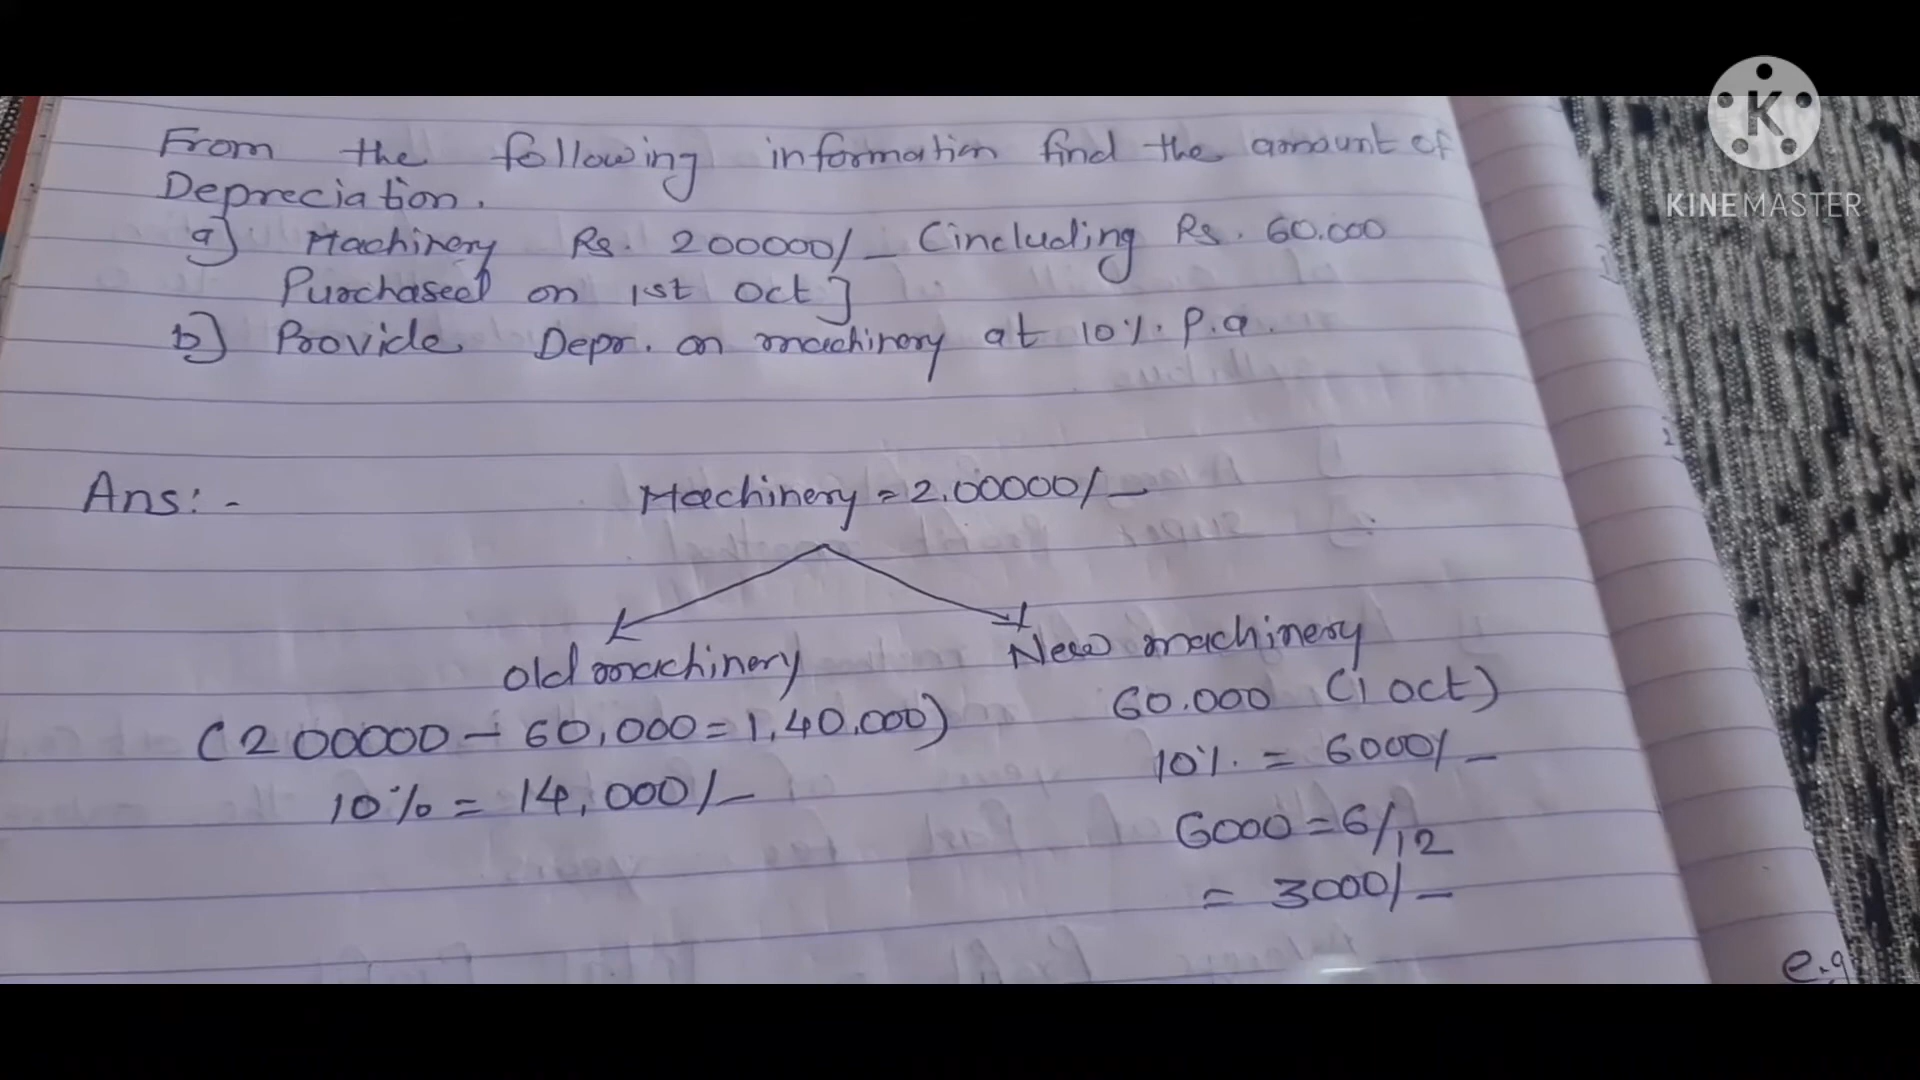 K
KINEMASTER
From the following information find the amount of
Depreciation.
a] Machinery Rs. 200000/- (including Rs. 60.000
Purchased on 1st Oct]
b] Provide Depr. on machinery at 10%. P.a.
Ans:- Machinery = 2.00000/-
old machinery New machinery
(200000 - 60,000 = 1,40.000) 60.000 (1 oct)
10% = 14,000/- 10%. = 6000/-
6000 = 6/12
= 3000/-
e.g